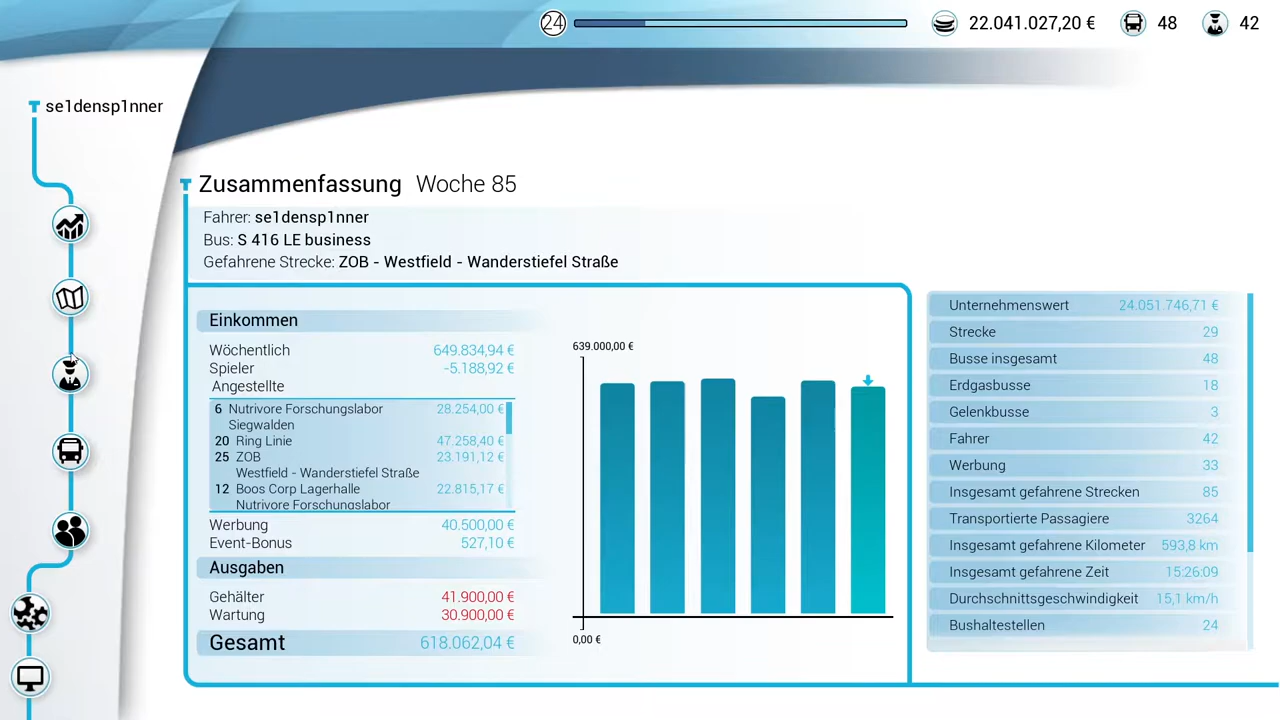 24
22.041.027,20 €
48
42
se1densp1nner
Zusammenfassung Woche 85
Fahrer: se1densp1nner
Bus: S 416 LE business
Gefahrene Strecke: ZOB - Westfield - Wanderstiefel Straße
Einkommen
Wöchentlich 649.834,94 €
Spieler -5.188,92 €
Angestellte
6 Nutrivore Forschungslabor 28.254,00 €
Siegwalden
20 Ring Linie 47.258,40 €
25 ZOB 23.191,12 €
Westfield - Wanderstiefel Straße
12 Boos Corp Lagerhalle 22.815,17 €
Nutrivore Forschungslabor
Werbung 40.500,00 €
Event-Bonus 527,10 €
Ausgaben
Gehälter 41.900,00 €
Wartung 30.900,00 €
Gesamt 618.062,04 €
639.000,00 €
0,00 €
Unternehmenswert 24.051.746,71 €
Strecke 29
Busse insgesamt 48
Erdgasbusse 18
Gelenkbusse 3
Fahrer 42
Werbung 33
Insgesamt gefahrene Strecken 85
Transportierte Passagiere 3264
Insgesamt gefahrene Kilometer 593,8 km
Insgesamt gefahrene Zeit 15:26:09
Durchschnittsgeschwindigkeit 15,1 km/h
Bushaltestellen 24